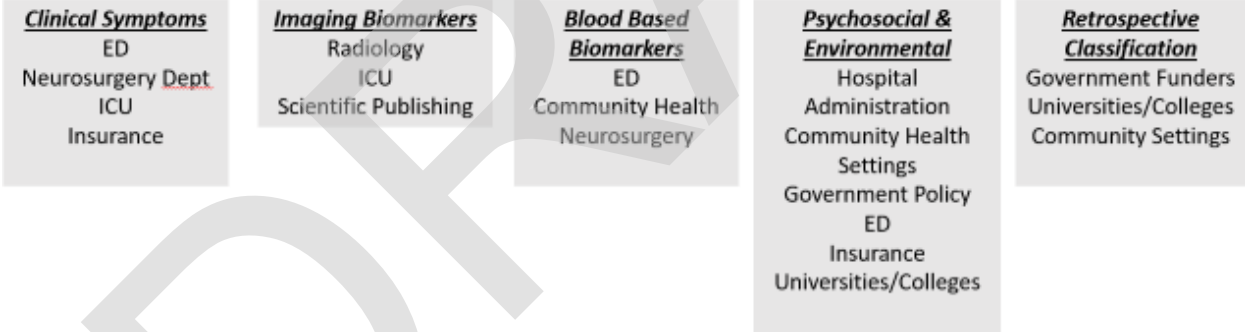 Clinical Symptoms
ED
Neurosurgery Dept
ICU
Insurance
Imaging Biomarkers
Radiology
ICU
Scientific Publishing
Blood Based
Biomarkers
ED
Community Health
Neurosurgery
Psychosocial &
Environmental
Hospital
Administration
Community Health
Settings
Government Policy
ED
Insurance
Universities/Colleges
Retrospective
Classification
Government Funders
Universities/Colleges
Community Settings